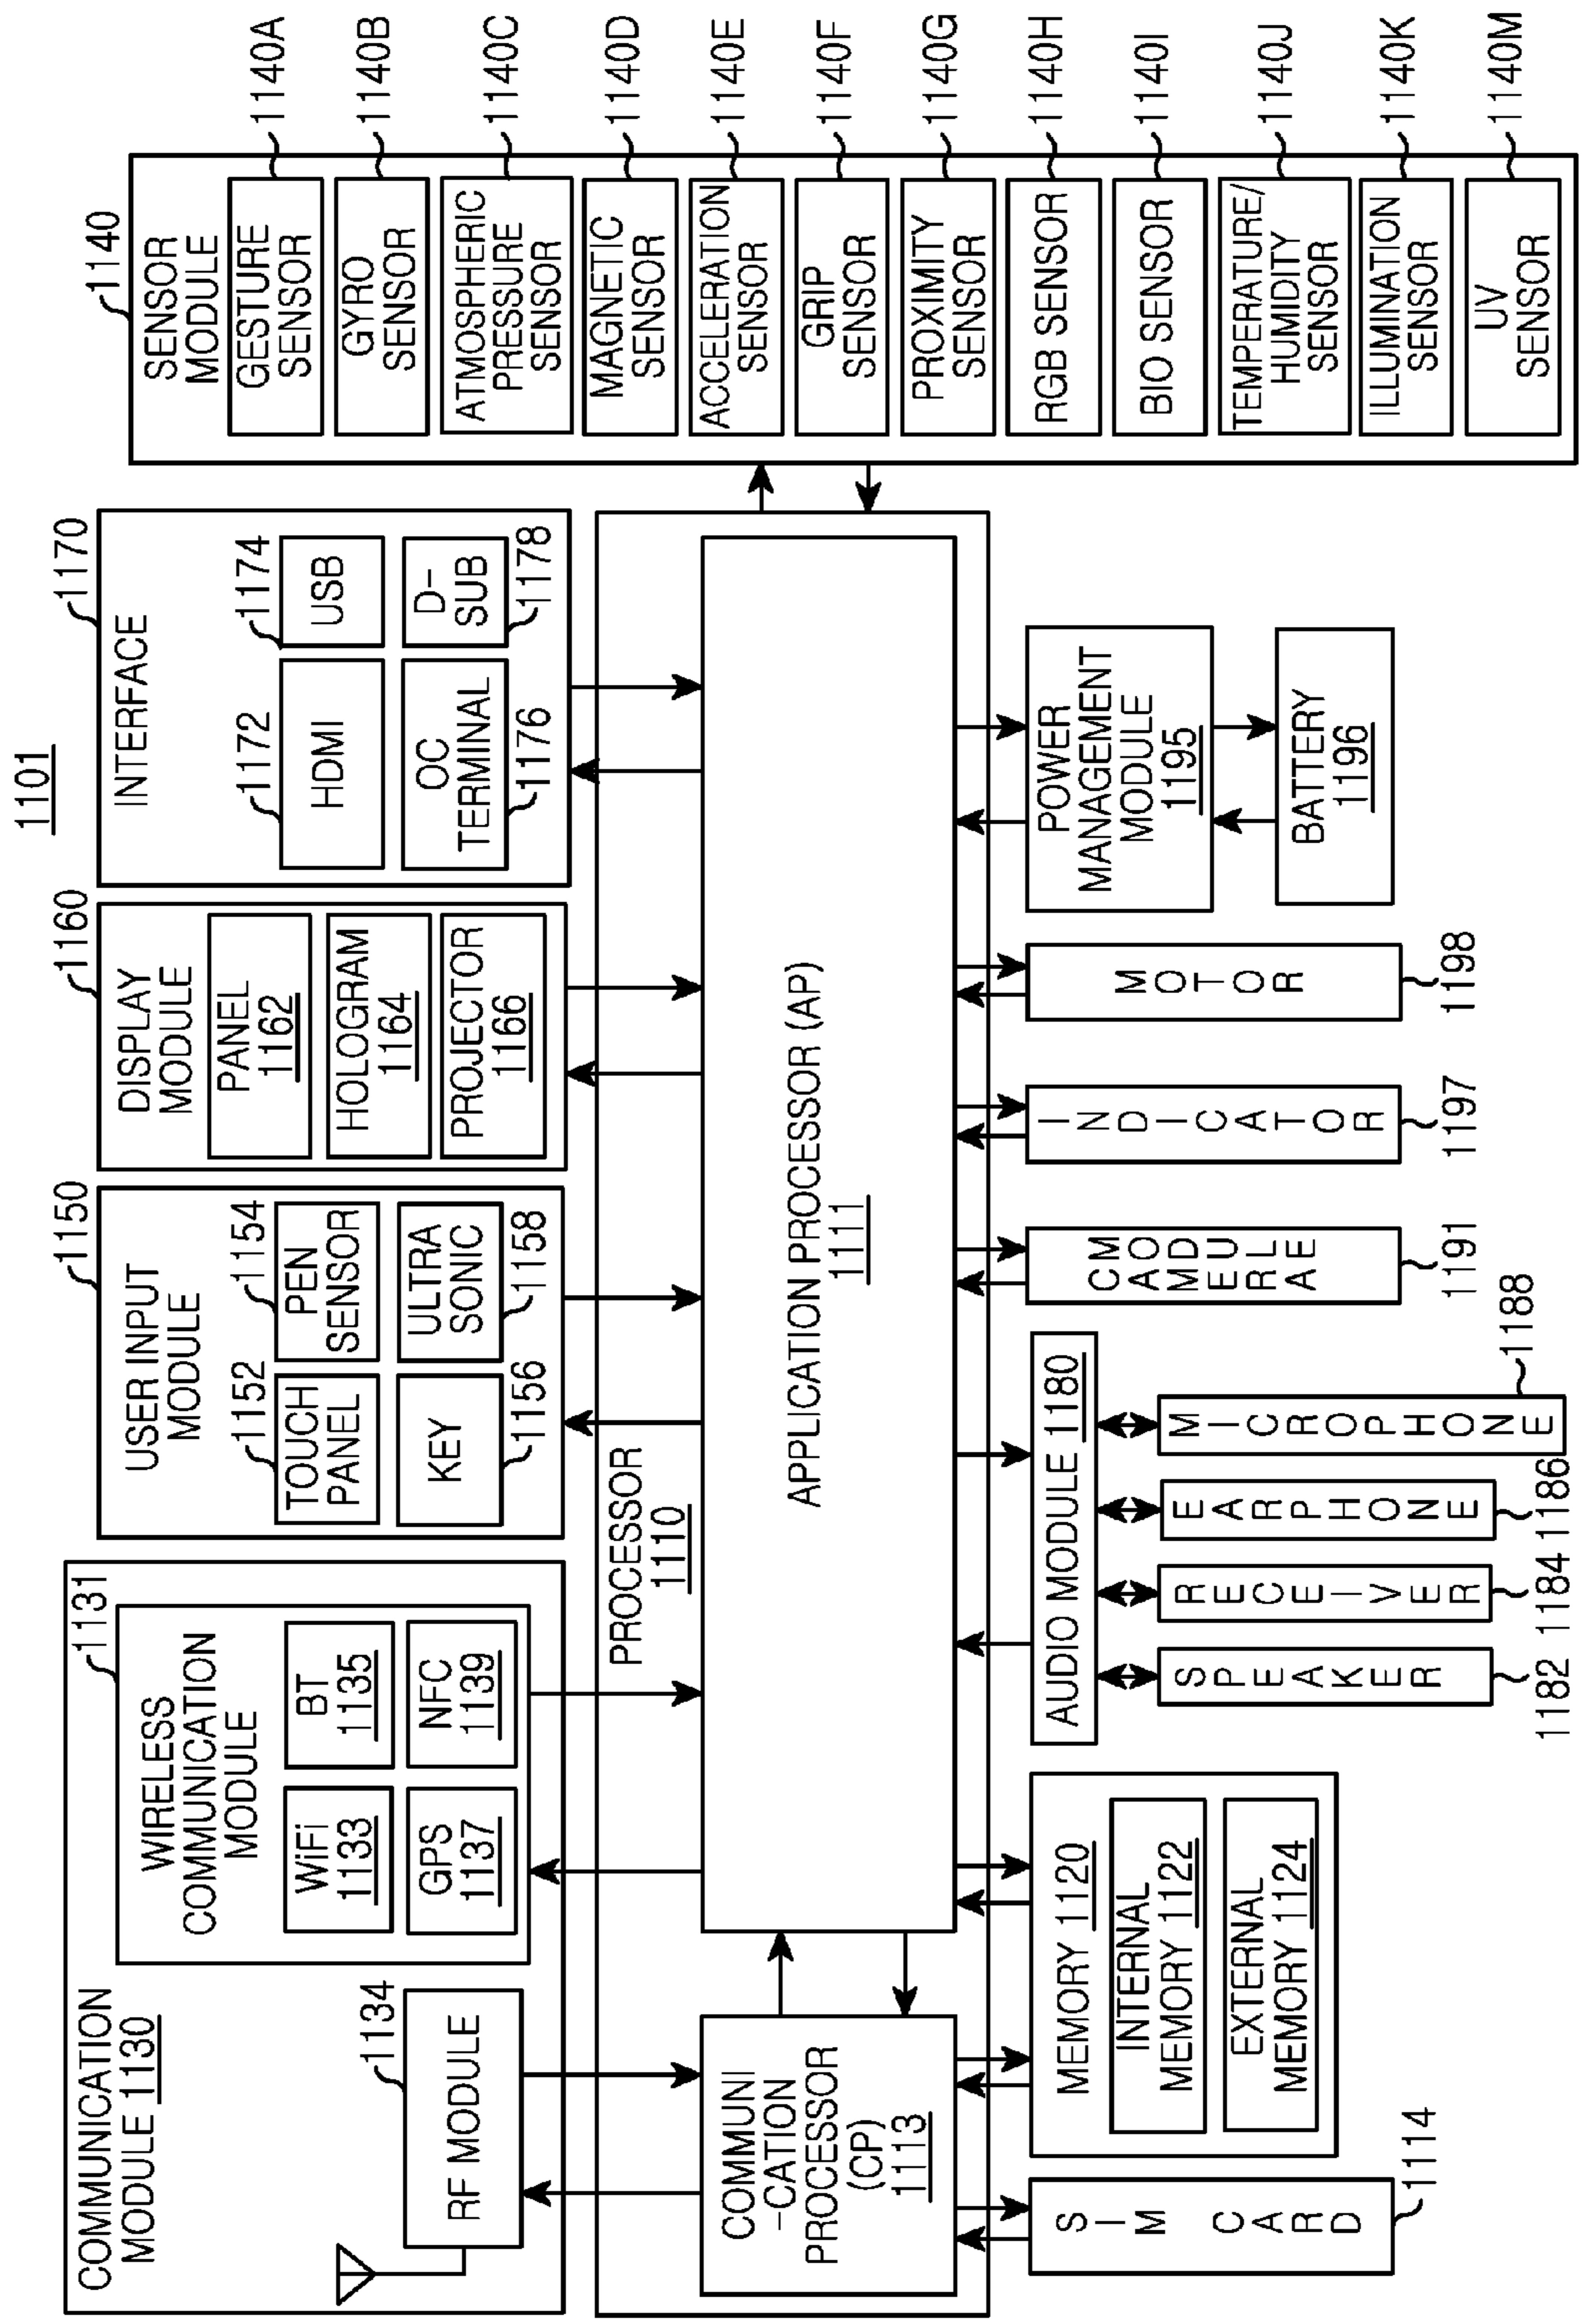 1101
COMMUNICATION
MODULE 1130
1134
RF MODULE
1131
WIRELESS
COMMUNICATION
MODULE
WiFi
1133
BT
1135
GPS
1137
NFC
1139
1150
USER INPUT
MODULE
1152
TOUCH
PANEL
1154
PEN
SENSOR
KEY
1156
ULTRA
SONIC
1158
1160
DISPLAY
MODULE
PANEL
1162
HOLOGRAM
1164
PROJECTOR
1166
1170
INTERFACE
1172
HDMI
1174
USB
OC
TERMINAL
1176
D-
SUB
1178
1140
SENSOR
MODULE
GESTURE
SENSOR
1140A
GYRO
SENSOR
1140B
ATMOSPHERIC
PRESSURE
SENSOR
1140C
MAGNETIC
SENSOR
1140D
ACCELERATION
SENSOR
1140E
GRIP
SENSOR
1140F
PROXIMITY
SENSOR
1140G
RGB SENSOR
1140H
BIO SENSOR
1140I
TEMPERATURE/
HUMIDITY
SENSOR
1140J
ILLUMINATION
SENSOR
1140K
UV
SENSOR
1140M
PROCESSOR
1110
COMMUNI
-CATION
PROCESSOR
(CP)
1113
APPLICATION PROCESSOR (AP)
1111
SIM CARD
1114
MEMORY 1120
INTERNAL
MEMORY 1122
EXTERNAL
MEMORY 1124
AUDIO MODULE 1180
SPEAKER
1182
RECEIVER
1184
EARPHONE
1186
MICROPHONE
1188
CAMERA
MODULE
1191
INDICATOR
1197
MOTOR
1198
POWER
MANAGEMENT
MODULE
1195
BATTERY
1196